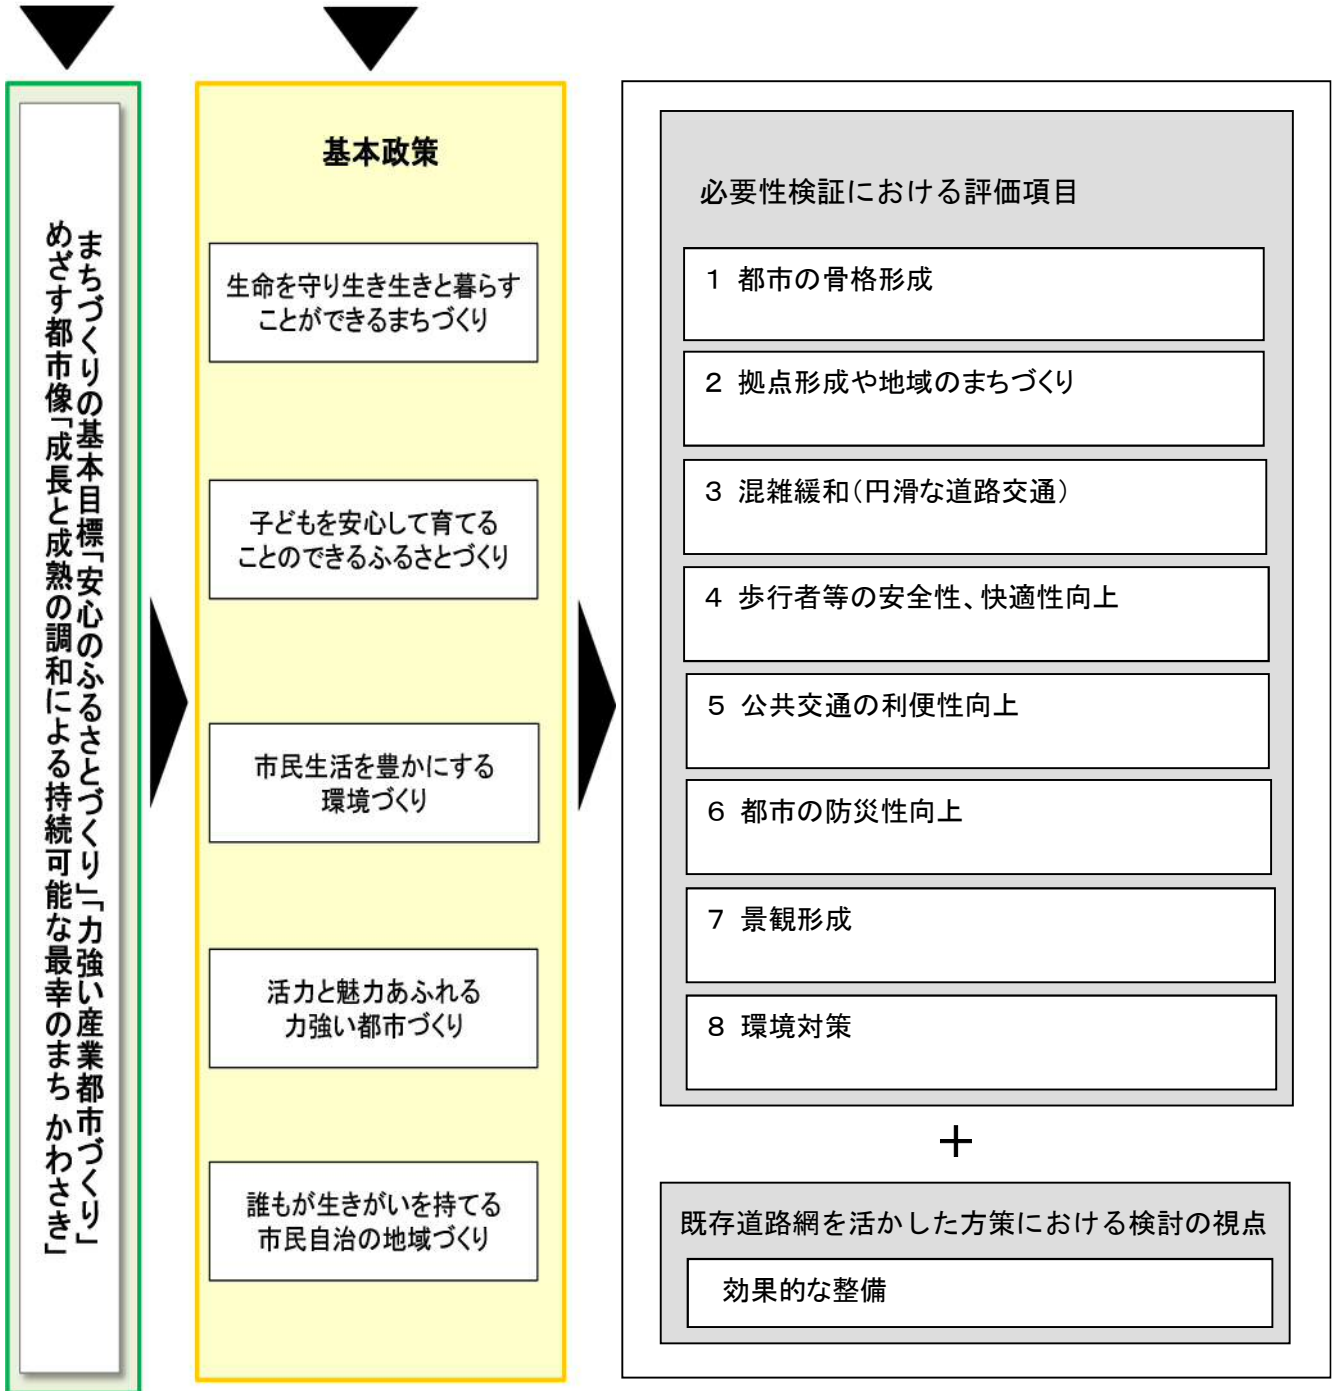 まちづくりの基本目標「安心のふるさとづくり」「力強い産業都市づくり」
めざす都市像「成長と成熟の調和による持続可能な最幸のまち かわさき」
基本政策
生命を守り生き生きと暮らす
ことができるまちづくり
子どもを安心して育てる
ことのできるふるさとづくり
市民生活を豊かにする
環境づくり
活力と魅力あふれる
力強い都市づくり
誰もが生きがいを持てる
市民自治の地域づくり
必要性検証における評価項目
1 都市の骨格形成
2 拠点形成や地域のまちづくり
3 混雑緩和(円滑な道路交通)
4 歩行者等の安全性、快適性向上
5 公共交通の利便性向上
6 都市の防災性向上
7 景観形成
8 環境対策
+
既存道路網を活かした方策における検討の視点
効果的な整備